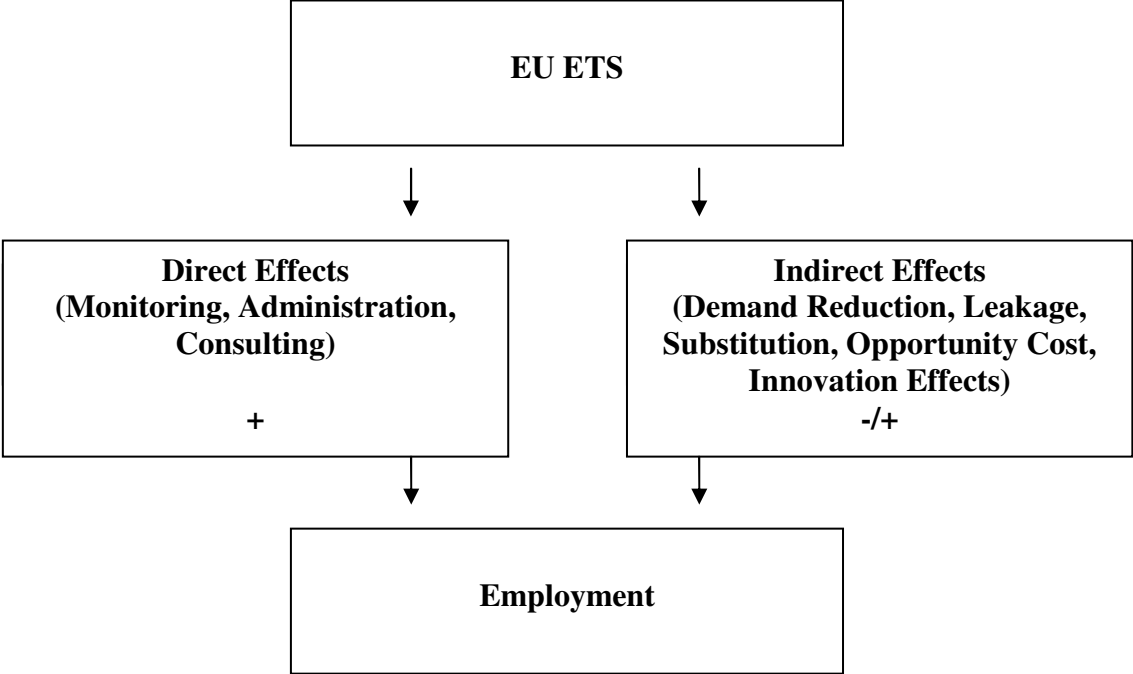 EU ETS
Direct Effects
(Monitoring, Administration,
Consulting)
+
Indirect Effects
(Demand Reduction, Leakage,
Substitution, Opportunity Cost,
Innovation Effects)
-/+
Employment